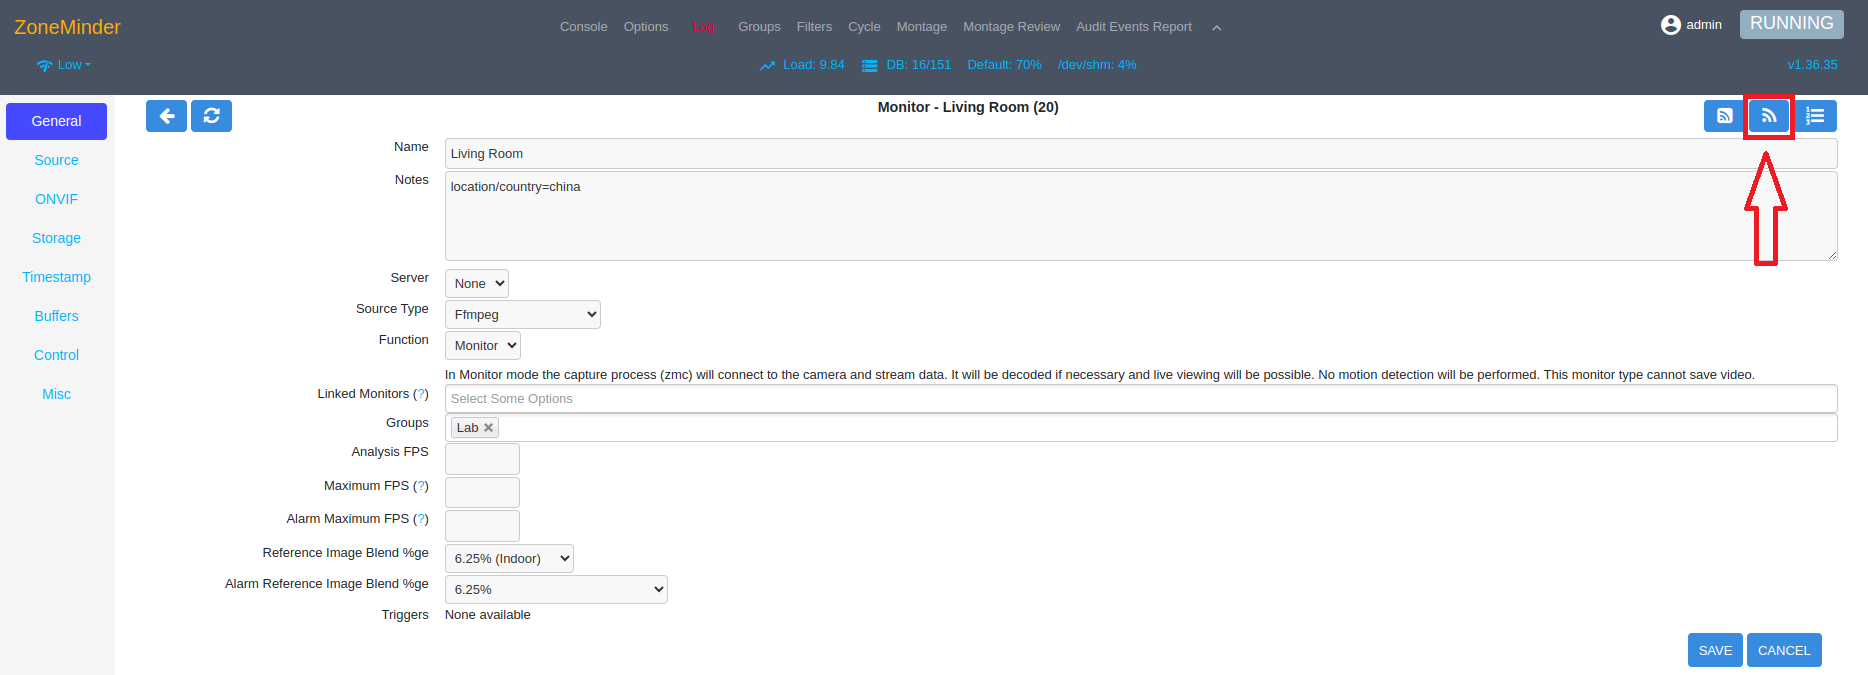 ZoneMinder
Console Options Log Groups Filters Cycle Montage Montage Review Audit Events Report
admin RUNNING
Low
Load: 9.84 DB: 16/151 Default: 70% /dev/shm: 4%
v1.36.35
General
Source
ONVIF
Storage
Timestamp
Buffers
Control
Misc
Monitor - Living Room (20)
Name Living Room
Notes location/country=china
Server None
Source Type Ffmpeg
Function Monitor
In Monitor mode the capture process (zmc) will connect to the camera and stream data. It will be decoded if necessary and live viewing will be possible. No motion detection will be performed. This monitor type cannot save video.
Linked Monitors (?) Select Some Options
Groups Lab
Analysis FPS
Maximum FPS (?)
Alarm Maximum FPS (?)
Reference Image Blend %ge 6.25% (Indoor)
Alarm Reference Image Blend %ge 6.25%
Triggers None available
SAVE CANCEL